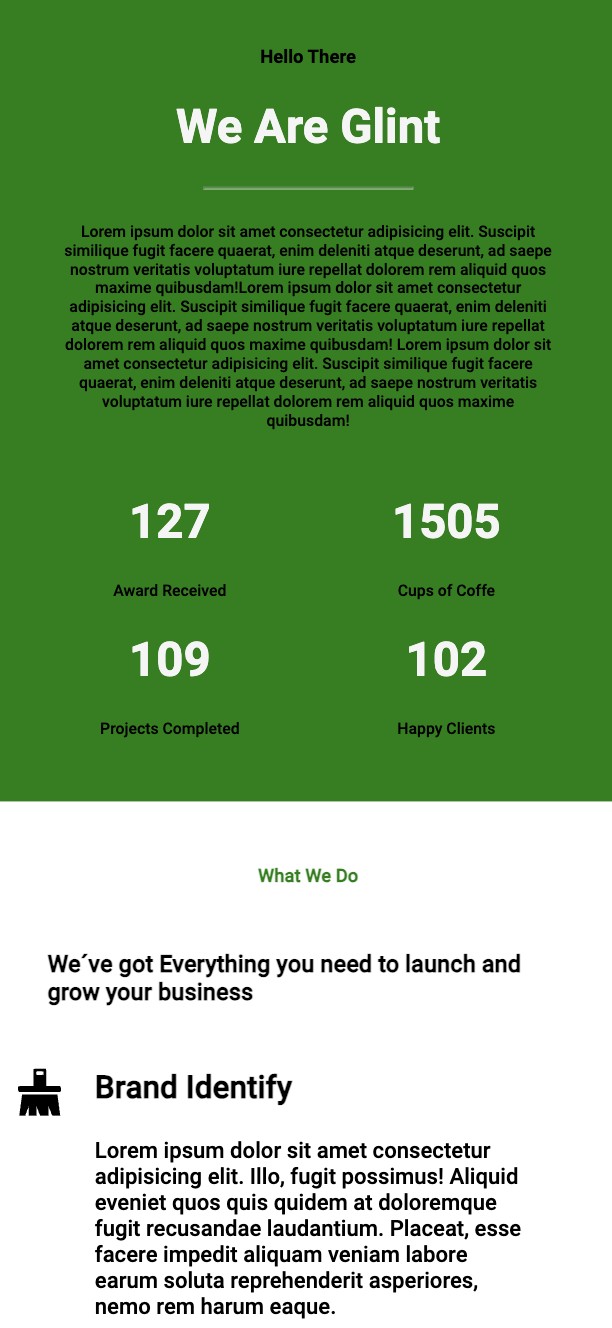 Hello There
We Are Glint
Lorem ipsum dolor sit amet consectetur adipisicing elit. Suscipit
similique fugit facere quaerat, enim deleniti atque deserunt, ad saepe
nostrum veritatis voluptatum iure repellat dolorem rem aliquid quos
maxime quibusdam!Lorem ipsum dolor sit amet consectetur
adipisicing elit. Suscipit similique fugit facere quaerat, enim deleniti
atque deserunt, ad saepe nostrum veritatis voluptatum iure repellat
dolorem rem aliquid quos maxime quibusdam! Lorem ipsum dolor sit
amet consectetur adipisicing elit. Suscipit similique fugit facere
quaerat, enim deleniti atque deserunt, ad saepe nostrum veritatis
voluptatum iure repellat dolorem rem aliquid quos maxime
quibusdam!
127
1505
Award Received
Cups of Coffe
109
102
Projects Completed
Happy Clients
What We Do
We´ve got Everything you need to launch and
grow your business
Brand Identify
Lorem ipsum dolor sit amet consectetur
adipisicing elit. Illo, fugit possimus! Aliquid
eveniet quos quis quidem at doloremque
fugit recusandae laudantium. Placeat, esse
facere impedit aliquam veniam labore
earum soluta reprehenderit asperiores,
nemo rem harum eaque.